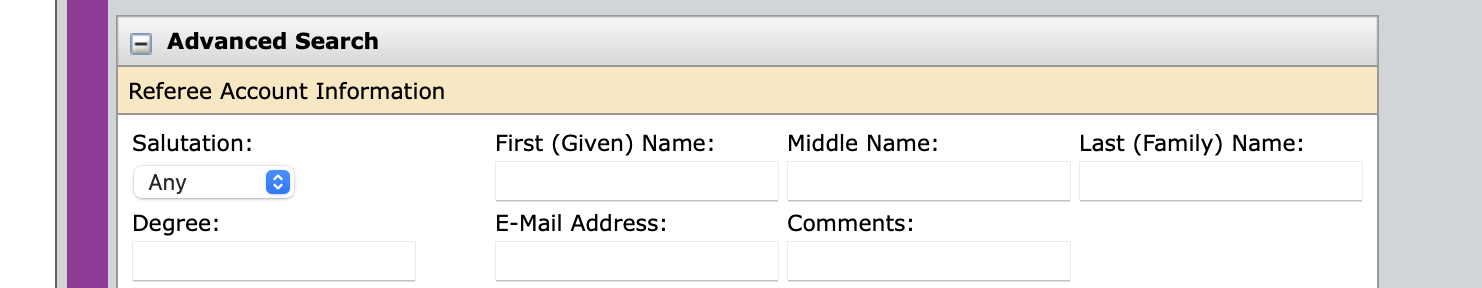 Advanced Search
Referee Account Information
Salutation: First (Given) Name: Middle Name: Last (Family) Name:
Any
Degree: E-Mail Address: Comments: